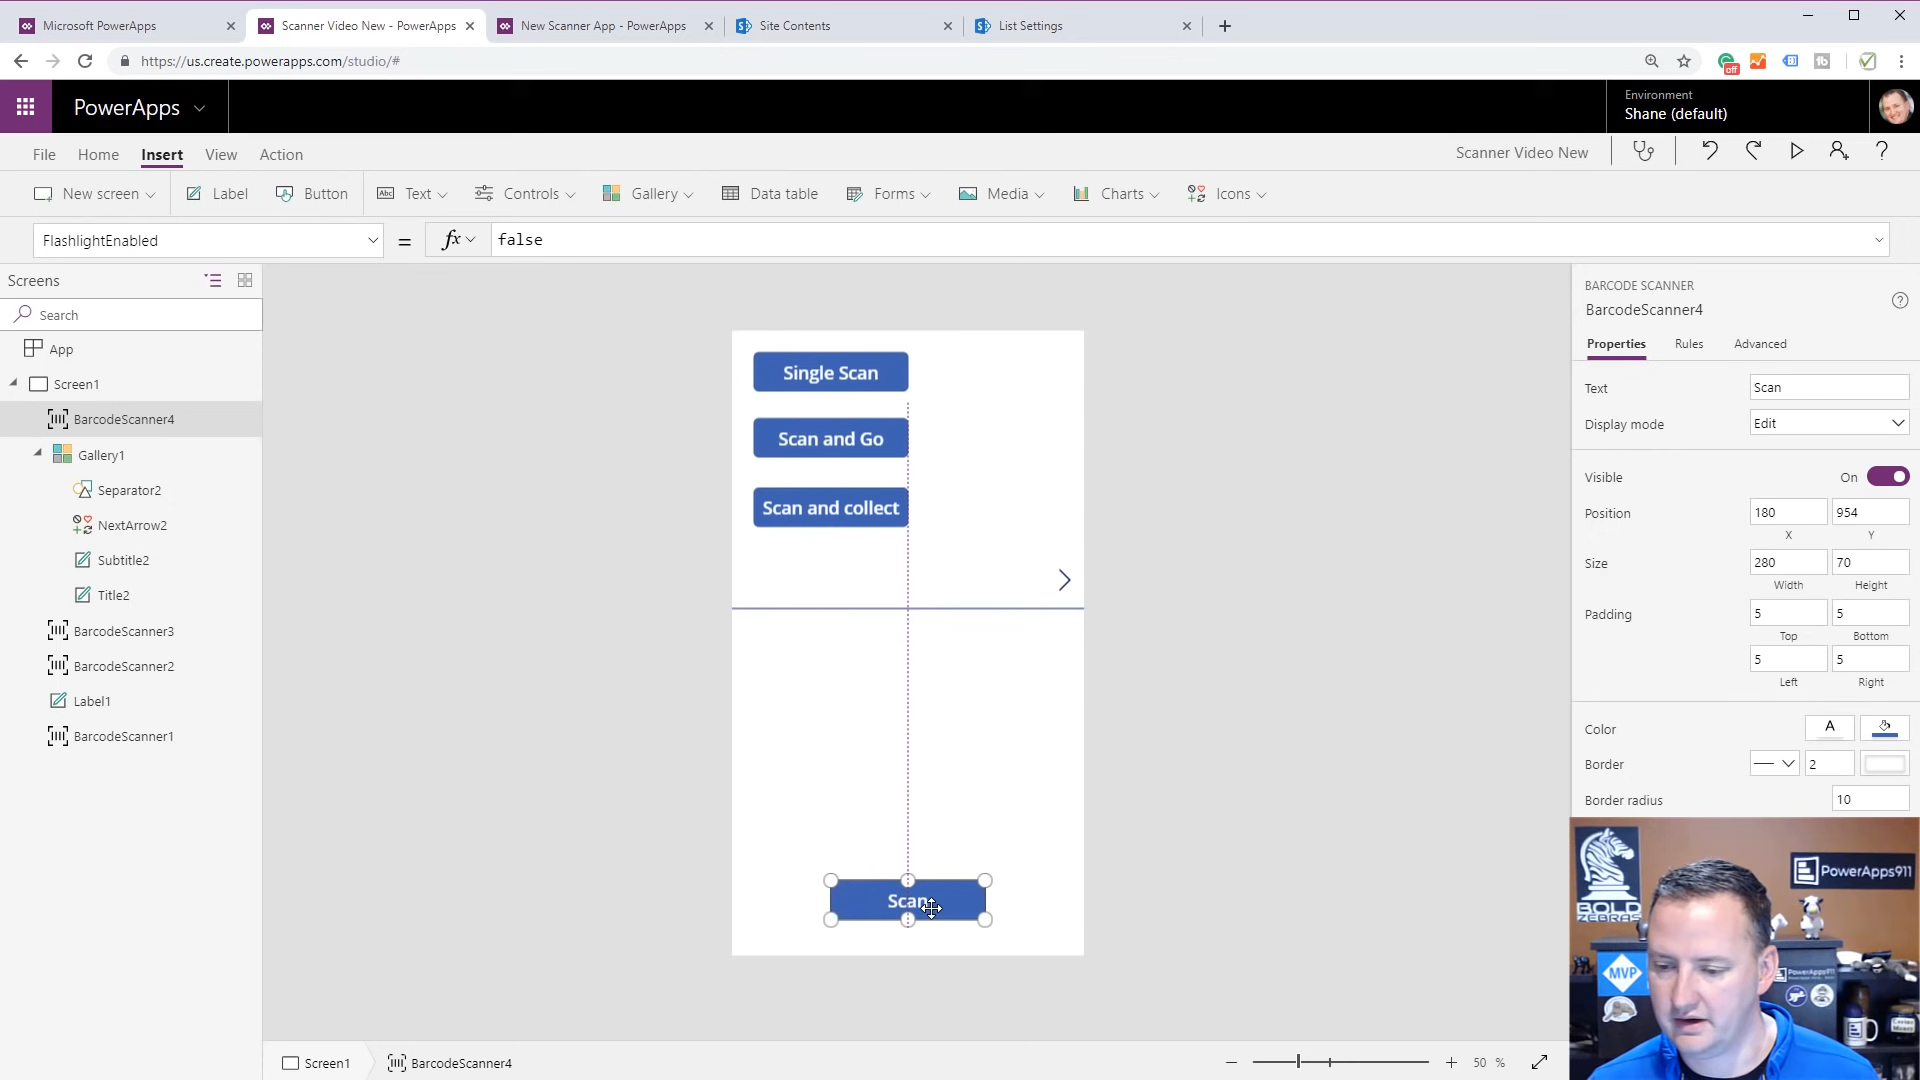 Microsoft PowerApps
Scanner Video New - PowerApps
New Scanner App - PowerApps
Site Contents
List Settings
https://us.create.powerapps.com/studio/#
off
PowerApps
Environment
Shane (default)
File
Home
Insert
View
Action
Scanner Video New
New screen
Label
Button
Abc
Text
Controls
Gallery
Data table
Forms
Media
Charts
Icons
FlashlightEnabled
=
fx
false
Screens
Search
App
Screen1
BarcodeScanner4
Gallery1
Separator2
NextArrow2
Subtitle2
Title2
BarcodeScanner3
BarcodeScanner2
Label1
BarcodeScanner1
Single Scan
Scan and Go
Scan and collect
Scan
BARCODE SCANNER
BarcodeScanner4
Properties
Rules
Advanced
Text
Scan
Display mode
Edit
Visible
On
Position
180
954
X
Y
Size
280
70
Width
Height
Padding
5
5
Top
Bottom
5
5
Left
Right
Color
A
Border
2
Border radius
10
PowerApps911
BOLD
ZEBRAS
MVP
PowerApps911
Screen1
BarcodeScanner4
50 %